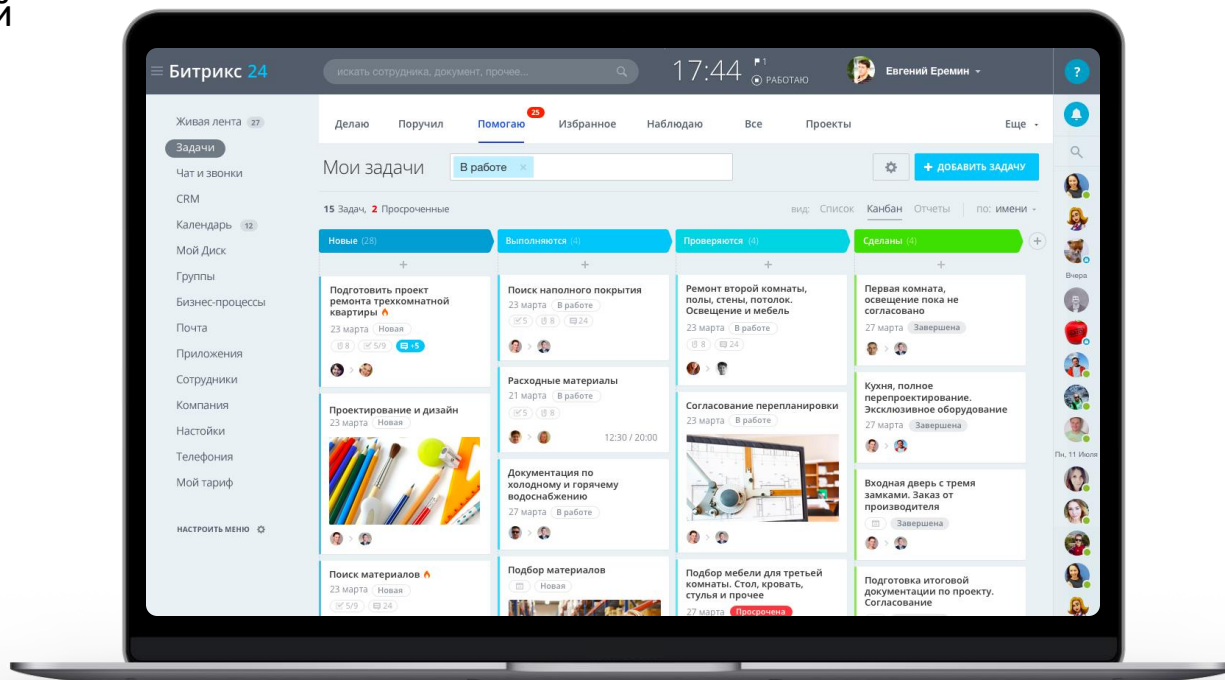 й
Битрикс 24
искать сотрудника, документ, прочее...
17:44
1
РАБОТАЮ
Евгений Еремин
?
Живая лента 27
Задачи
Чат и звонки
CRM
Календарь 12
Мой Диск
Группы
Бизнес-процессы
Почта
Приложения
Сотрудники
Компания
Настойки
Телефония
Мой тариф
НАСТРОИТЬ МЕНЮ
Делаю Поручил Помогаю 25 Избранное Наблюдаю Все Проекты Еще
Мои задачи
В работе ×
+ ДОБАВИТЬ ЗАДАЧУ
15 Задач, 2 Просроченные
вид: Список Канбан Отчеты по: имени
Новые (28)
+
Подготовить проект
ремонта трехкомнатной
квартиры
23 марта Новая
8 5/9 +5
Проектирование и дизайн
23 марта Новая
Поиск материалов
23 марта Новая
5/9 24
Выполняются (4)
+
Поиск наполного покрытия
23 марта В работе
5 8 24
Расходные материалы
21 марта В работе
5 8
12:30 / 20:00
Документация по
холодному и горячему
водоснабжению
27 марта В работе
Подбор материалов
Новая
Проверяются (4)
+
Ремонт второй комнаты,
полы, стены, потолок.
Освещение и мебель
23 марта В работе
8 24
Согласование перепланировки
23 марта В работе
Подбор мебели для третьей
комнаты. Стол, кровать,
стулья и прочее
27 марта Просрочена
Сделаны (4)
+
+
Первая комната,
освещение пока не
согласовано
27 марта Завершена
Кухня, полное
перепроектирование.
Эксклюзивное оборудование
27 марта Завершена
Входная дверь с тремя
замками. Заказ от
производителя
Завершена
Подготовка итоговой
документации по проекту.
Согласование
Вчера
Пн, 11 Июля